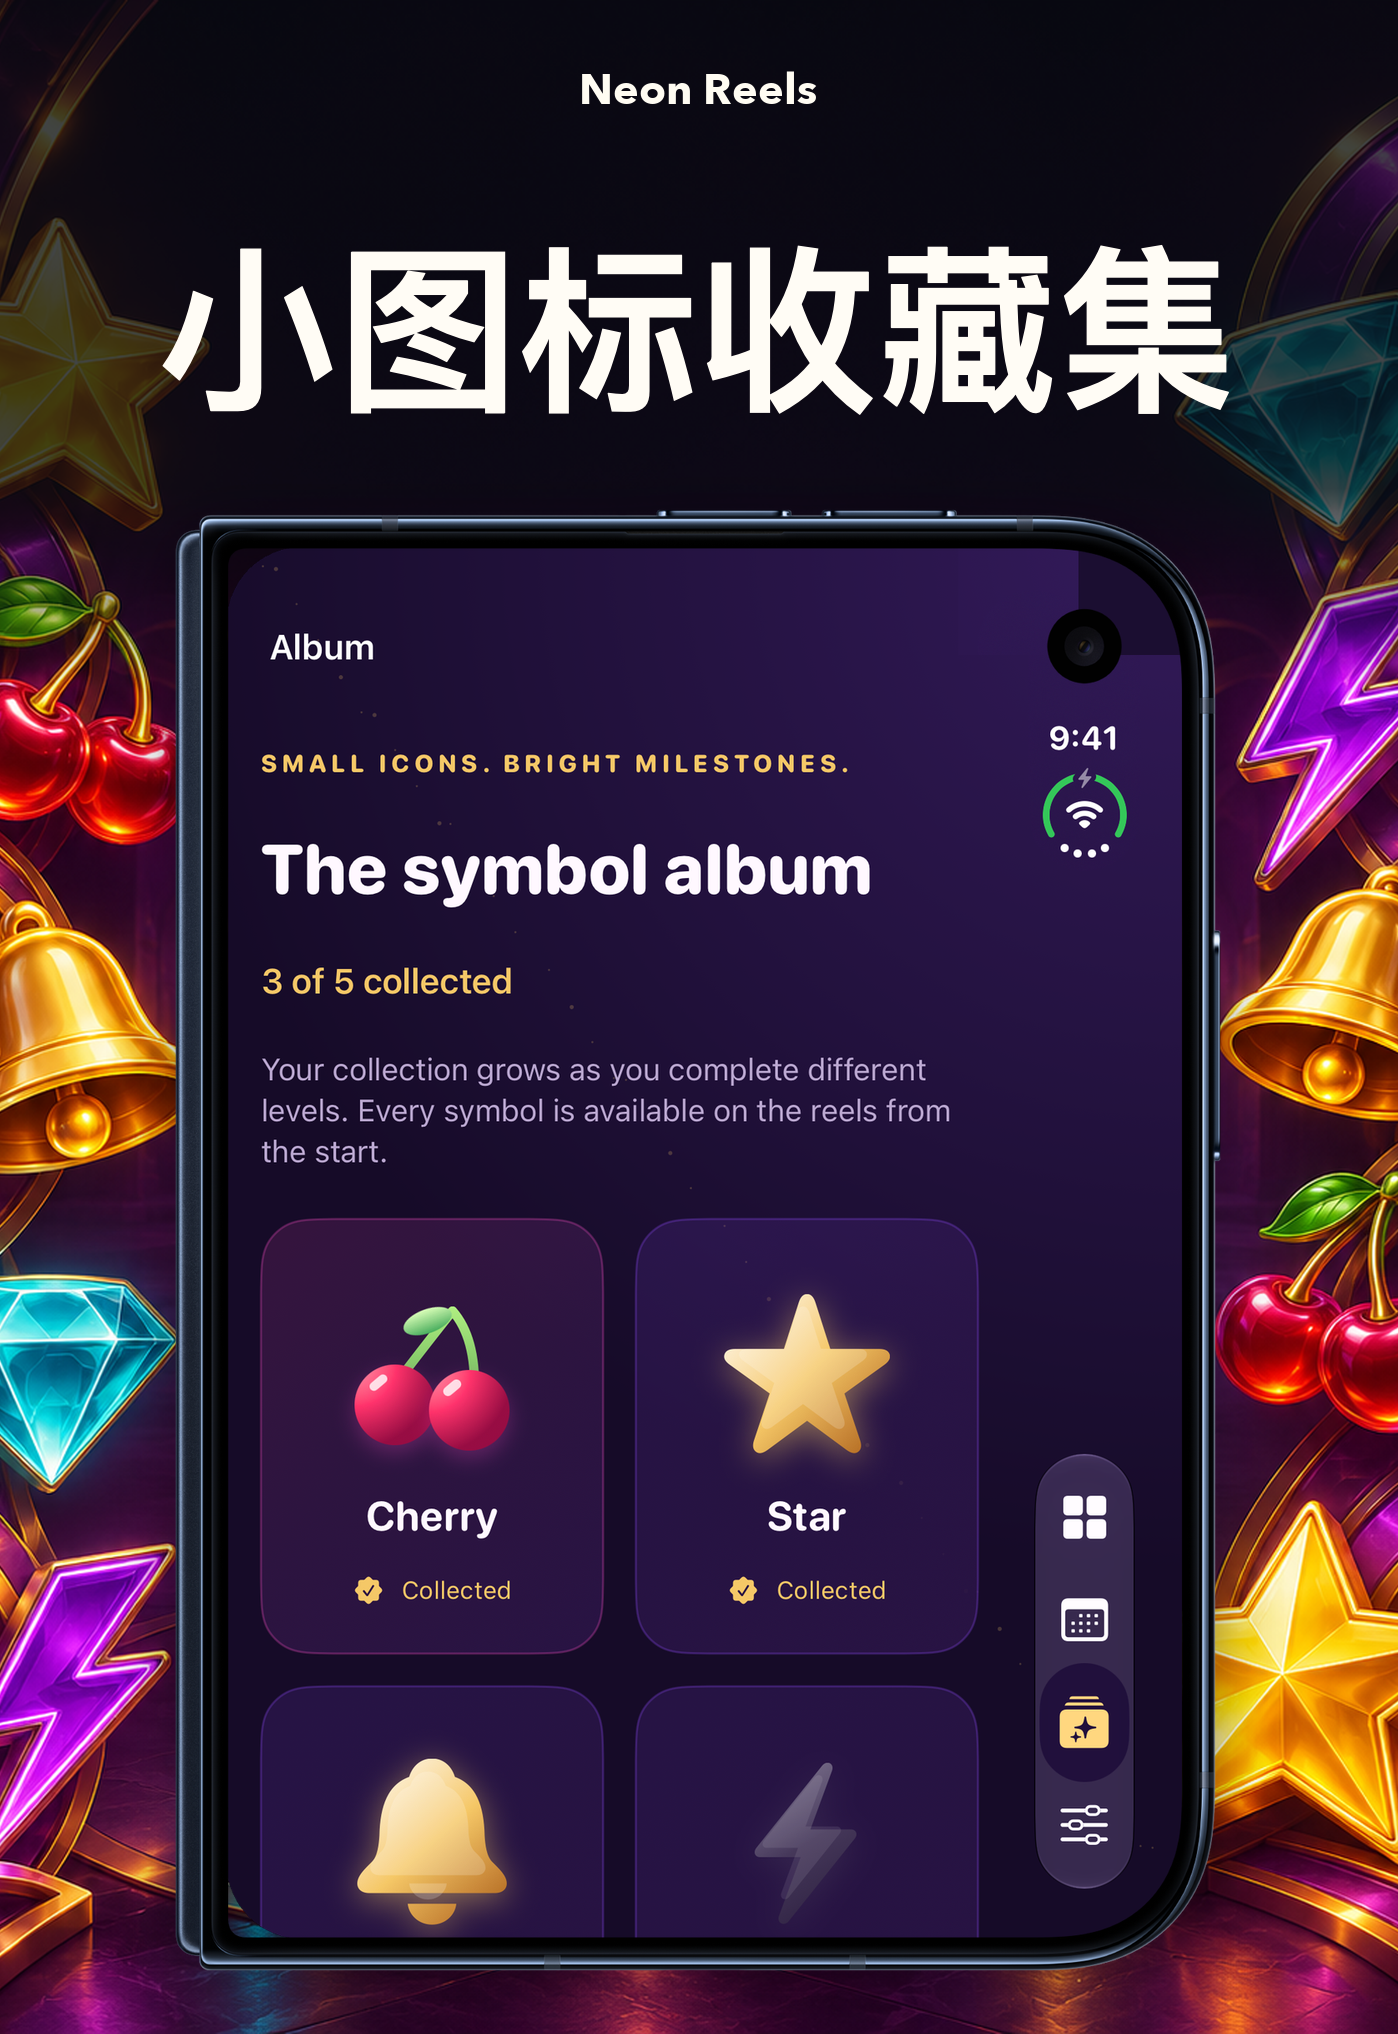 Neon Reels
小图标收藏集
Album
9:41
SMALL ICONS. BRIGHT MILESTONES.
The symbol album
3 of 5 collected
Your collection grows as you complete different
levels. Every symbol is available on the reels from
the start.
Cherry
Collected
Star
Collected